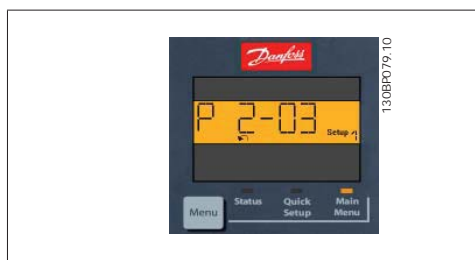 Danfoss
130BP079.10
P 2-03
Setup 1
Status
Quick
Setup
Main
Menu
Menu